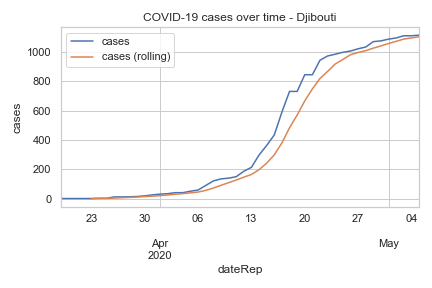 COVID-19 cases over time - Djibouti
cases
cases (rolling)
cases
1000
800
600
400
200
0
23 30 06 13 20 27 04
Apr May
2020
dateRep